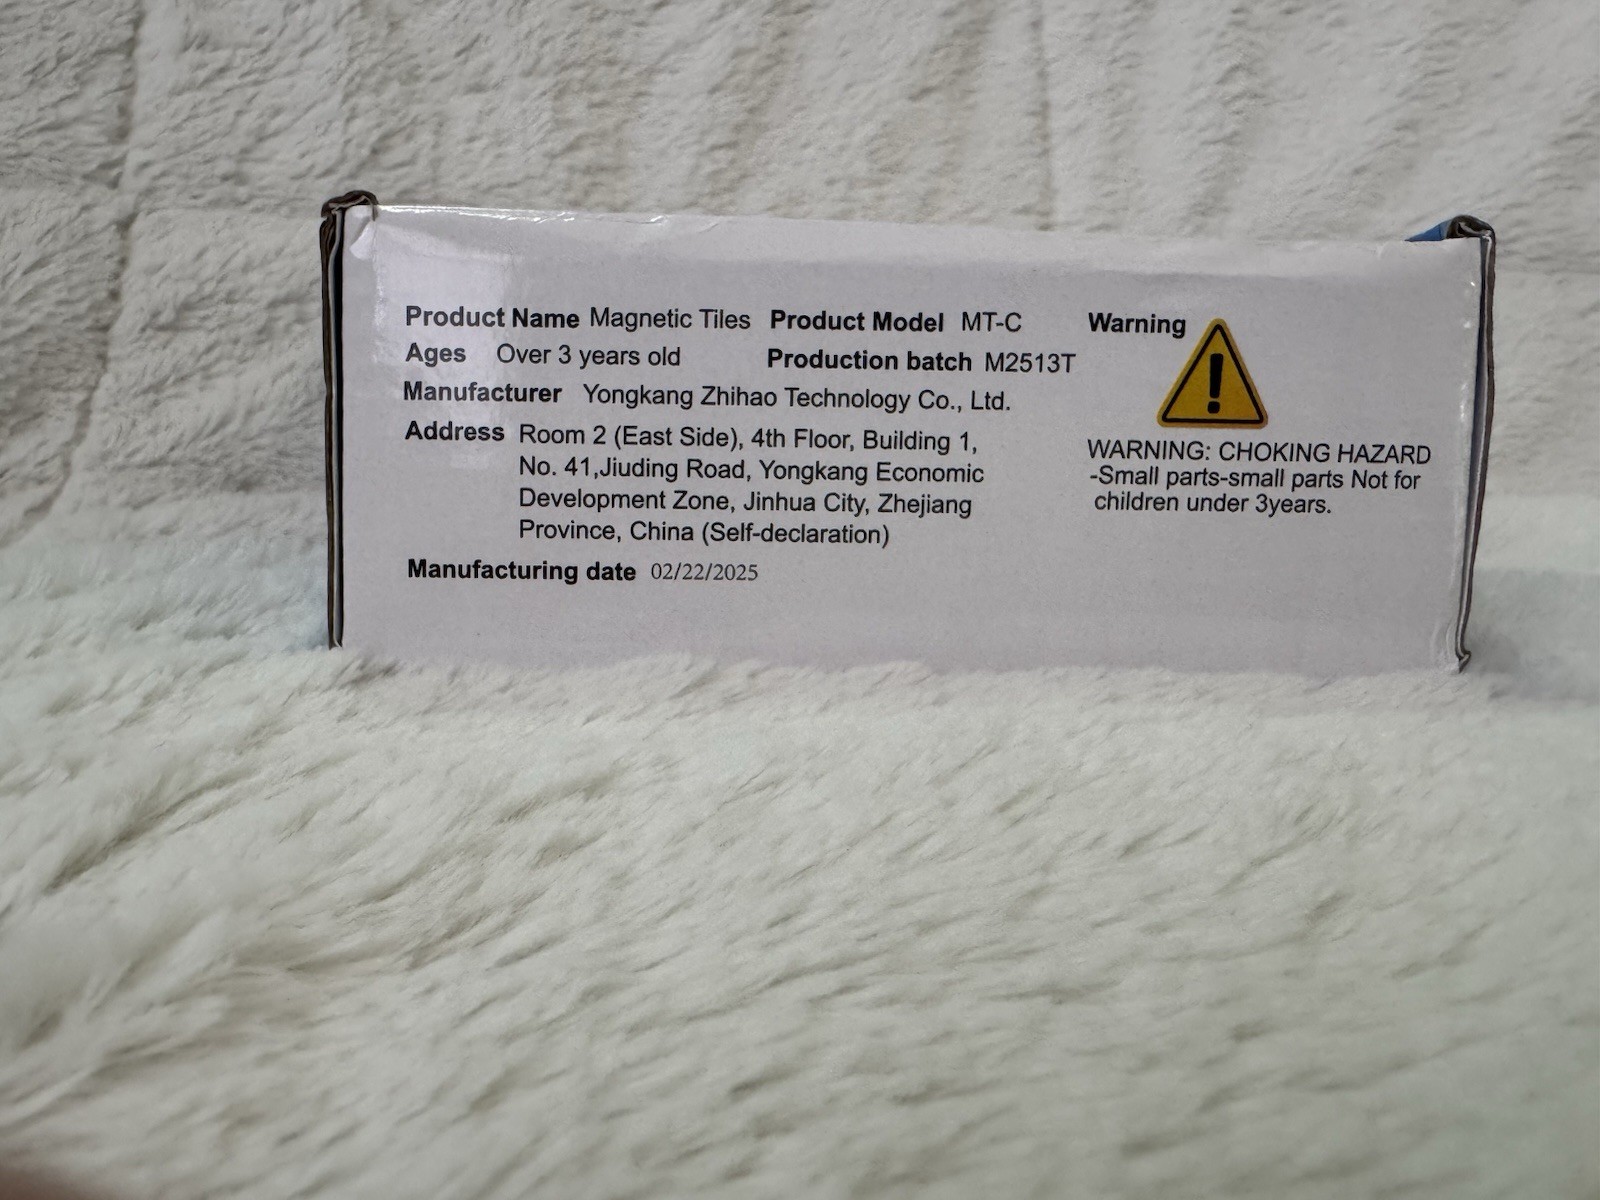 Product Name Magnetic Tiles Product Model MT-C
Ages Over 3 years old Production batch M2513T
Manufacturer Yongkang Zhihao Technology Co., Ltd.
Address Room 2 (East Side), 4th Floor, Building 1,
No. 41,Jiuding Road, Yongkang Economic
Development Zone, Jinhua City, Zhejiang
Province, China (Self-declaration)
Manufacturing date 02/22/2025
Warning
WARNING: CHOKING HAZARD
-Small parts-small parts Not for
children under 3years.